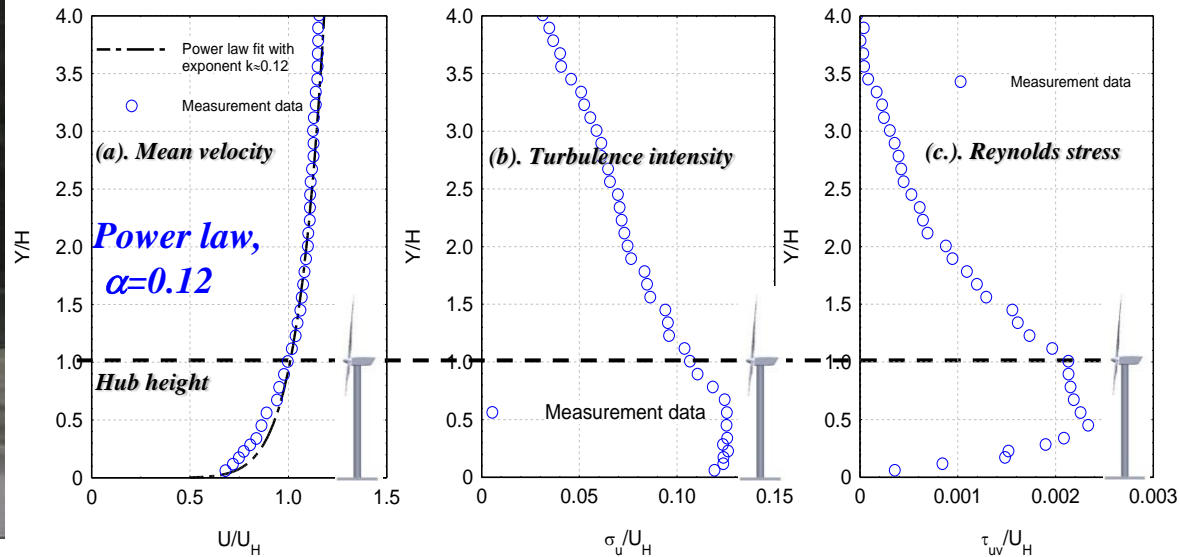 4.0
3.5
3.0
2.5
2.0
1.5
1.0
0.5
0
Y/H
Power law fit with
exponent k≈0.12
Measurement data
(a). Mean velocity
Power law,
α=0.12
Hub height
0
0.5
1.0
1.5
U/U_H
4.0
3.5
3.0
2.5
2.0
1.5
1.0
0.5
0
Y/H
(b). Turbulence intensity
Measurement data
0
0.05
0.10
0.15
σ_u/U_H
4.0
3.5
3.0
2.5
2.0
1.5
1.0
0.5
0
Y/H
Measurement data
(c.). Reynolds stress
0
0.001
0.002
0.003
τ_uv/U_H